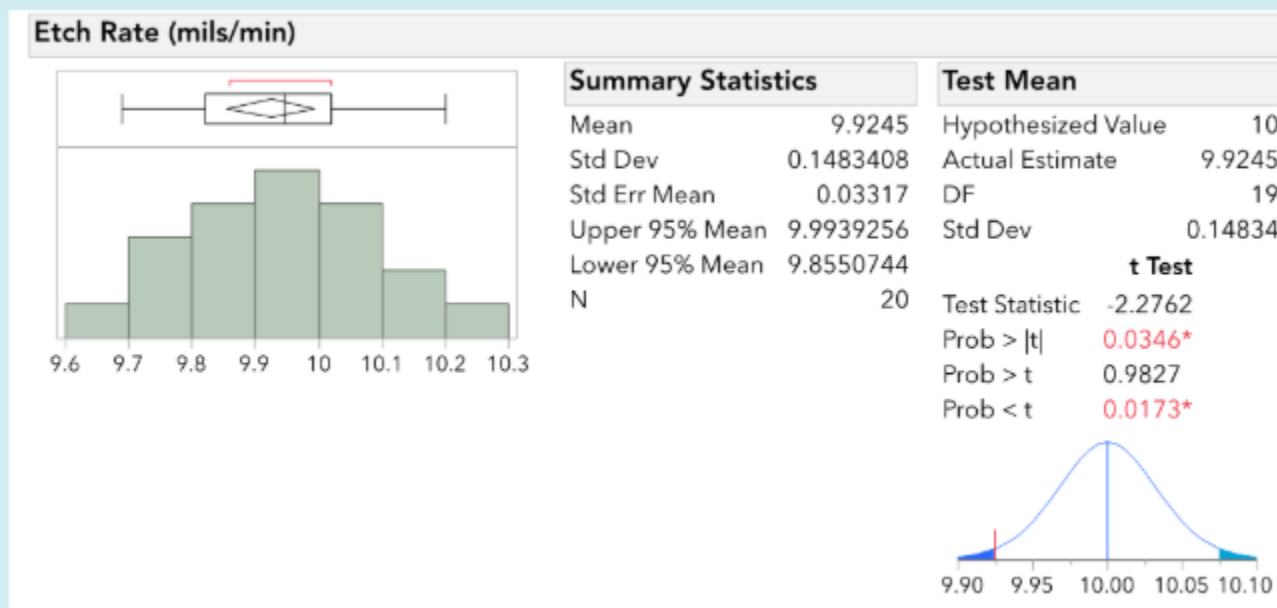 Etch Rate (mils/min)
9.6 9.7 9.8 9.9 10 10.1 10.2 10.3
Summary Statistics
Mean 9.9245
Std Dev 0.1483408
Std Err Mean 0.03317
Upper 95% Mean 9.9939256
Lower 95% Mean 9.8550744
N 20
Test Mean
Hypothesized Value 10
Actual Estimate 9.9245
DF 19
Std Dev 0.14834
t Test
Test Statistic -2.2762
Prob > |t| 0.0346*
Prob > t 0.9827
Prob < t 0.0173*
9.90 9.95 10.00 10.05 10.10